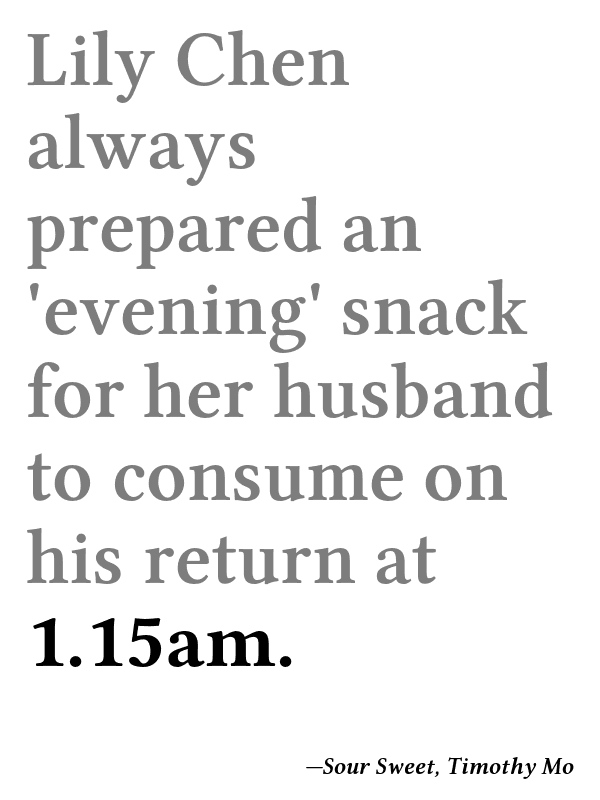 Lily Chen
always
prepared an
'evening' snack
for her husband
to consume on
his return at
1.15am.
—Sour Sweet, Timothy Mo